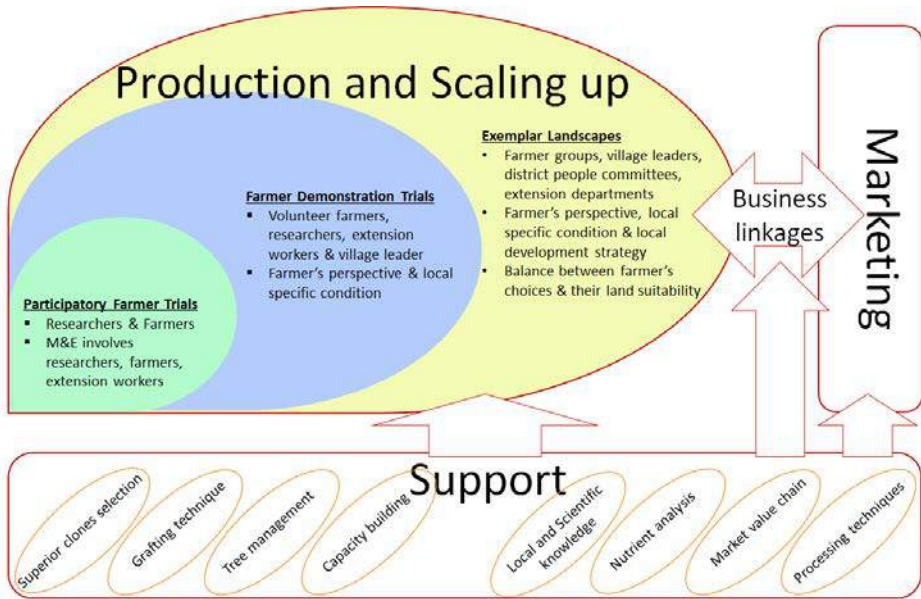 Production and Scaling up
Exemplar Landscapes
• Farmer groups, village leaders,
district people committees,
extension departments
• Farmer's perspective, local
specific condition & local
development strategy
• Balance between farmer's
choices & their land suitability
Farmer Demonstration Trials
▪ Volunteer farmers,
researchers, extension
workers & village leader
▪ Farmer's perspective & local
specific condition
Participatory Farmer Trials
▪ Researchers & Farmers
▪ M&E involves
researchers, farmers,
extension workers
Business
linkages
Marketing
Support
Superior clones selection
Grafting technique
Tree management
Capacity building
Local and Scientific
knowledge
Nutrient analysis
Market value chain
Processing techniques